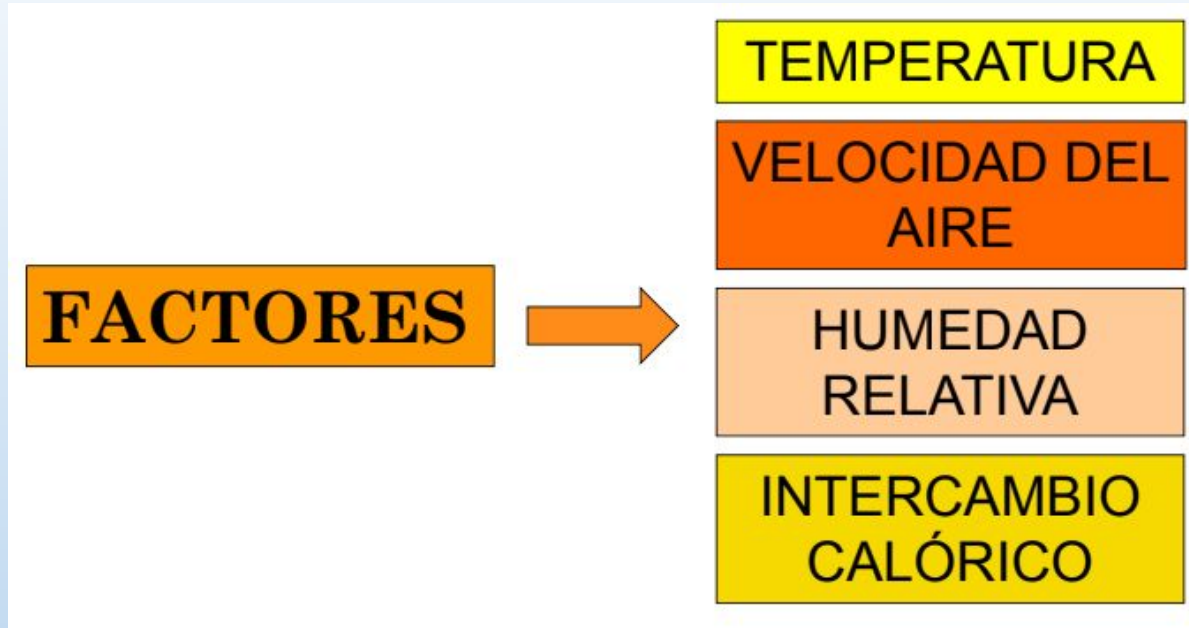 FACTORES
TEMPERATURA
VELOCIDAD DEL
AIRE
HUMEDAD
RELATIVA
INTERCAMBIO
CALÓRICO